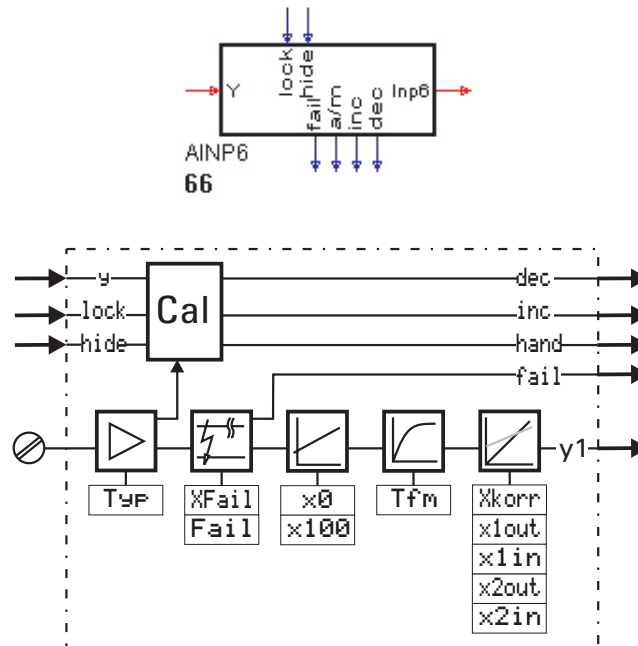 lock
hide
Y
Inp6
fail
a/m
inc
dec
AINP6
66
y
dec
lock
Cal
inc
hide
hand
fail
y1
Typ
XFail
x0
Tfm
Xkorr
Fail
x100
x1out
x1in
x2out
x2in